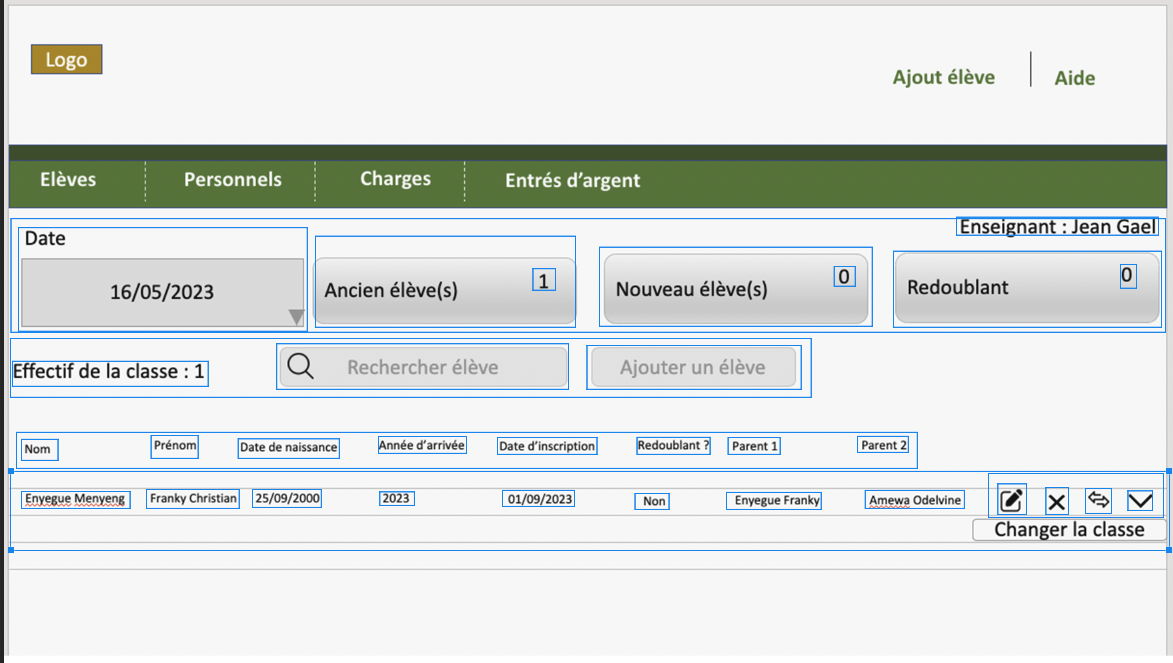 Logo
Ajout élève
Aide
Elèves Personnels Charges Entrés d'argent
Enseignant : Jean Gael
Date
16/05/2023
Ancien élève(s) 1
Nouveau élève(s) 0
Redoublant 0
Effectif de la classe : 1
Rechercher élève
Ajouter un élève
Nom Prénom Date de naissance Année d'arrivée Date d'inscription Redoublant ? Parent 1 Parent 2
Enyegue Menyeng Franky Christian 25/09/2000 2023 01/09/2023 Non Enyegue Franky Amewa Odelvine
Changer la classe